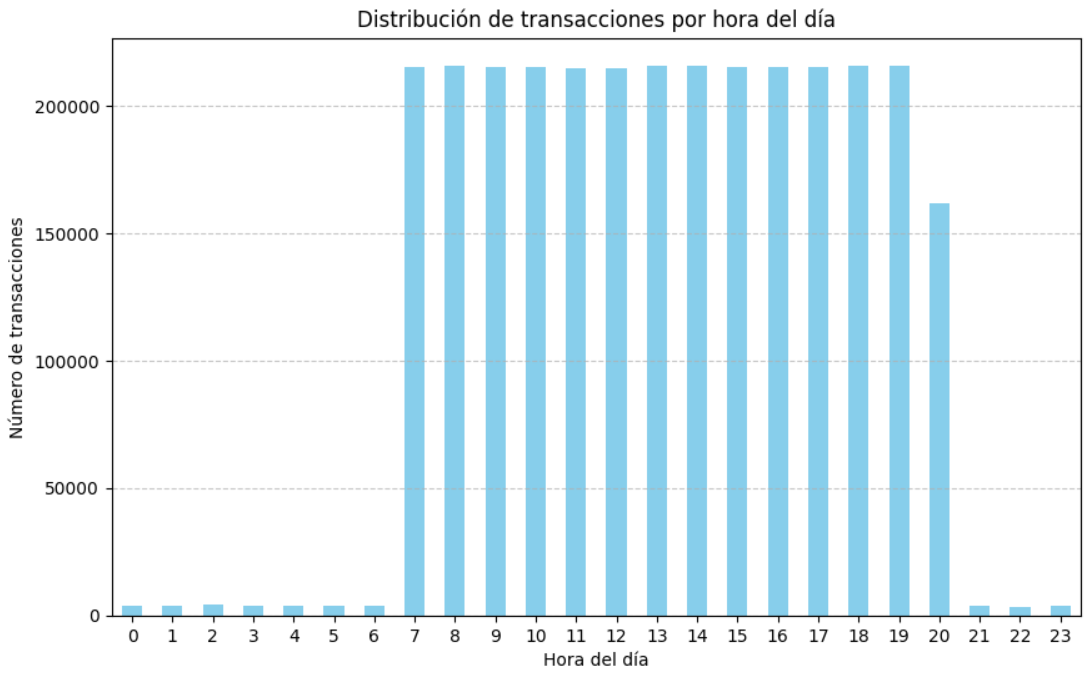 Distribución de transacciones por hora del día
Número de transacciones
200000
150000
100000
50000
0
0 1 2 3 4 5 6 7 8 9 10 11 12 13 14 15 16 17 18 19 20 21 22 23
Hora del día